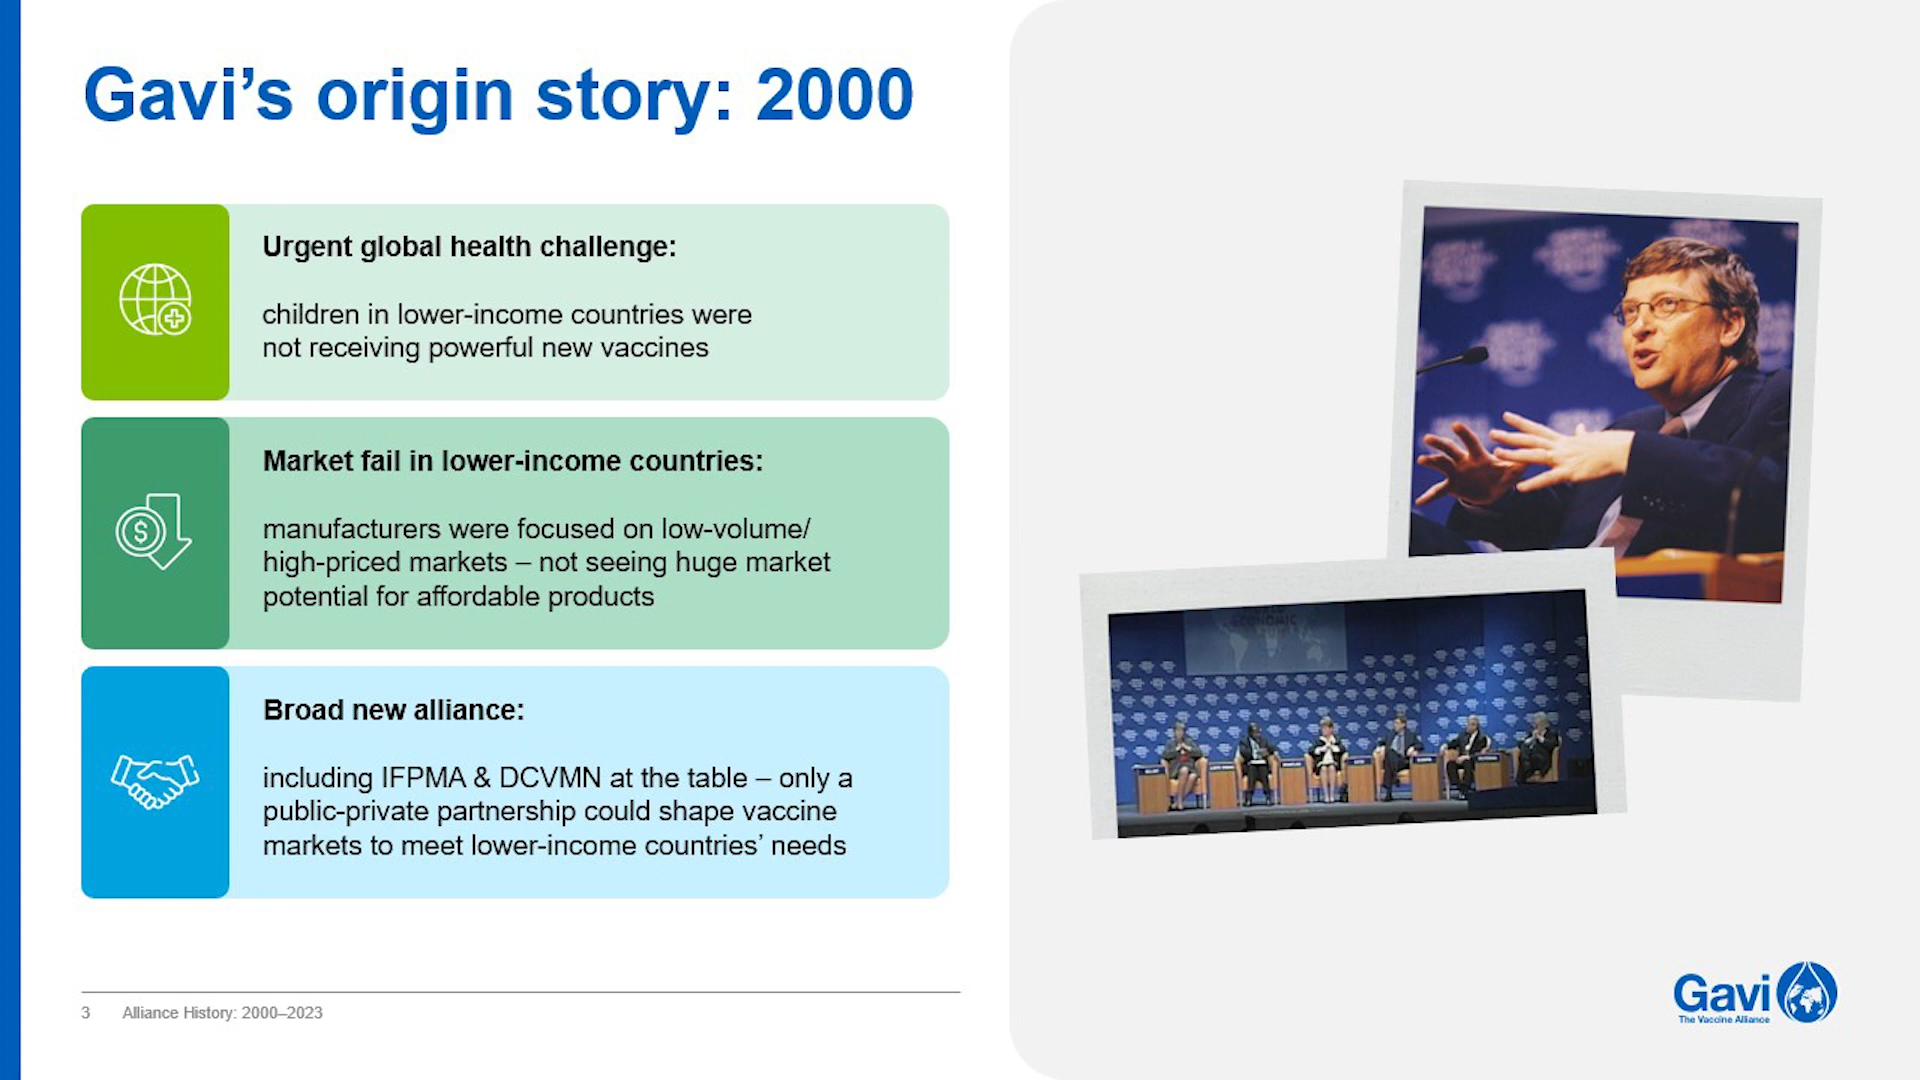 Gavi’s origin story: 2000
Urgent global health challenge:
children in lower-income countries were
not receiving powerful new vaccines
Market fail in lower-income countries:
manufacturers were focused on low-volume/
high-priced markets – not seeing huge market
potential for affordable products
Broad new alliance:
including IFPMA & DCVMN at the table – only a
public-private partnership could shape vaccine
markets to meet lower-income countries’ needs
ECONOMIC
3 Alliance History: 2000–2023
Gavi
The Vaccine Alliance